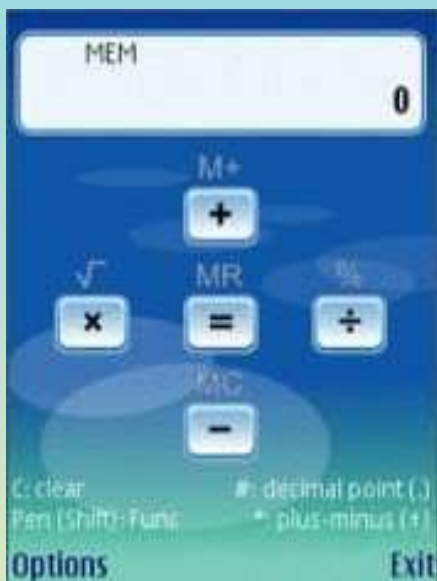 MEM
0
M+
+
√ MR %
× = ÷
MC
−
C: clear #: decimal point (.)
Pen (Shift): Func *: plus-minus (±)
Options Exit